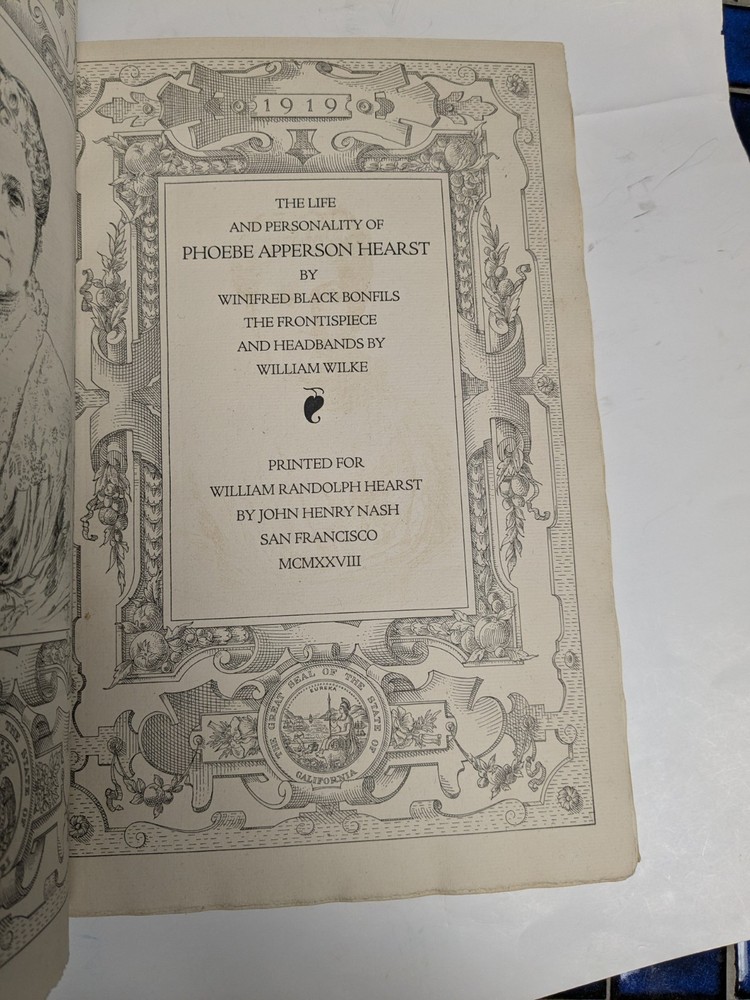 1919
THE LIFE
AND PERSONALITY OF
PHOEBE APPERSON HEARST
BY
WINIFRED BLACK BONFILS
THE FRONTISPIECE
AND HEADBANDS BY
WILLIAM WILKE
PRINTED FOR
WILLIAM RANDOLPH HEARST
BY JOHN HENRY NASH
SAN FRANCISCO
MCMXXVIII
THE GREAT SEAL OF THE STATE OF
CALIFORNIA
EUREKA